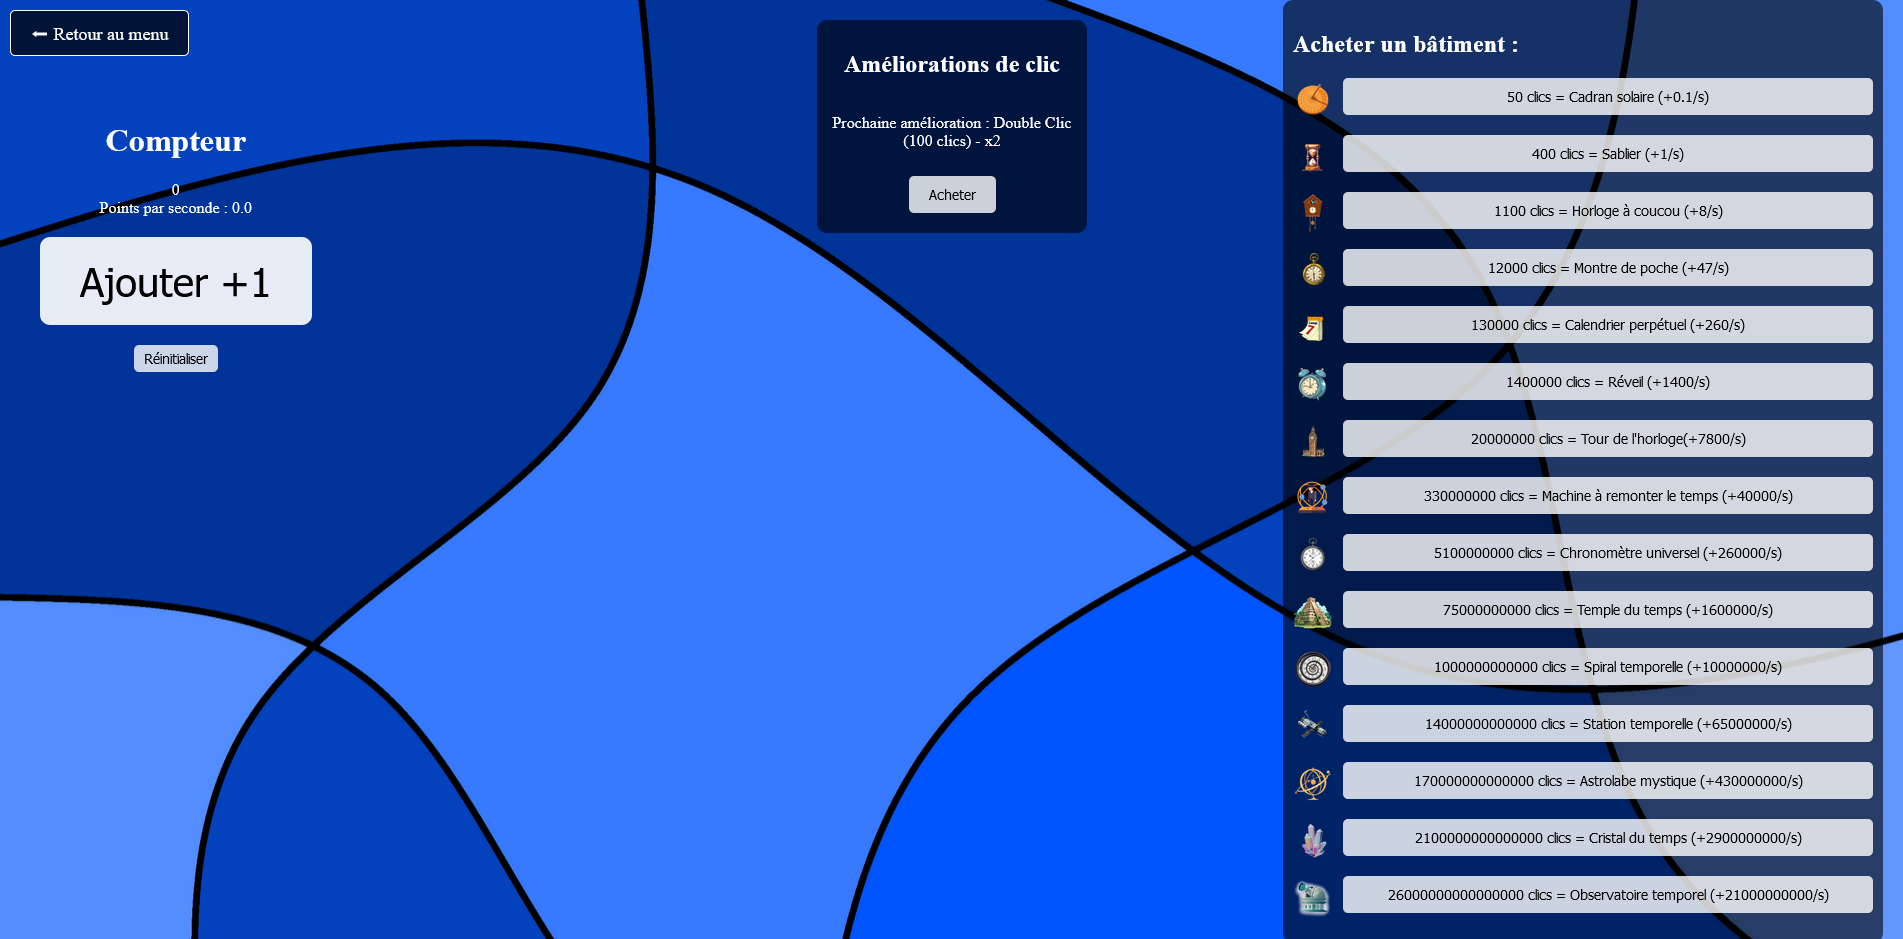 ← Retour au menu
Compteur
0
Points par seconde : 0.0
Ajouter +1
Réinitialiser
Améliorations de clic
Prochaine amélioration : Double Clic
(100 clics) - x2
Acheter
Acheter un bâtiment :
50 clics = Cadran solaire (+0.1/s)
400 clics = Sablier (+1/s)
1100 clics = Horloge à coucou (+8/s)
12000 clics = Montre de poche (+47/s)
130000 clics = Calendrier perpétuel (+260/s)
1400000 clics = Réveil (+1400/s)
20000000 clics = Tour de l'horloge(+7800/s)
330000000 clics = Machine à remonter le temps (+40000/s)
5100000000 clics = Chronomètre universel (+260000/s)
75000000000 clics = Temple du temps (+1600000/s)
1000000000000 clics = Spiral temporelle (+10000000/s)
14000000000000 clics = Station temporelle (+65000000/s)
170000000000000 clics = Astrolabe mystique (+430000000/s)
2100000000000000 clics = Cristal du temps (+2900000000/s)
26000000000000000 clics = Observatoire temporel (+21000000000/s)